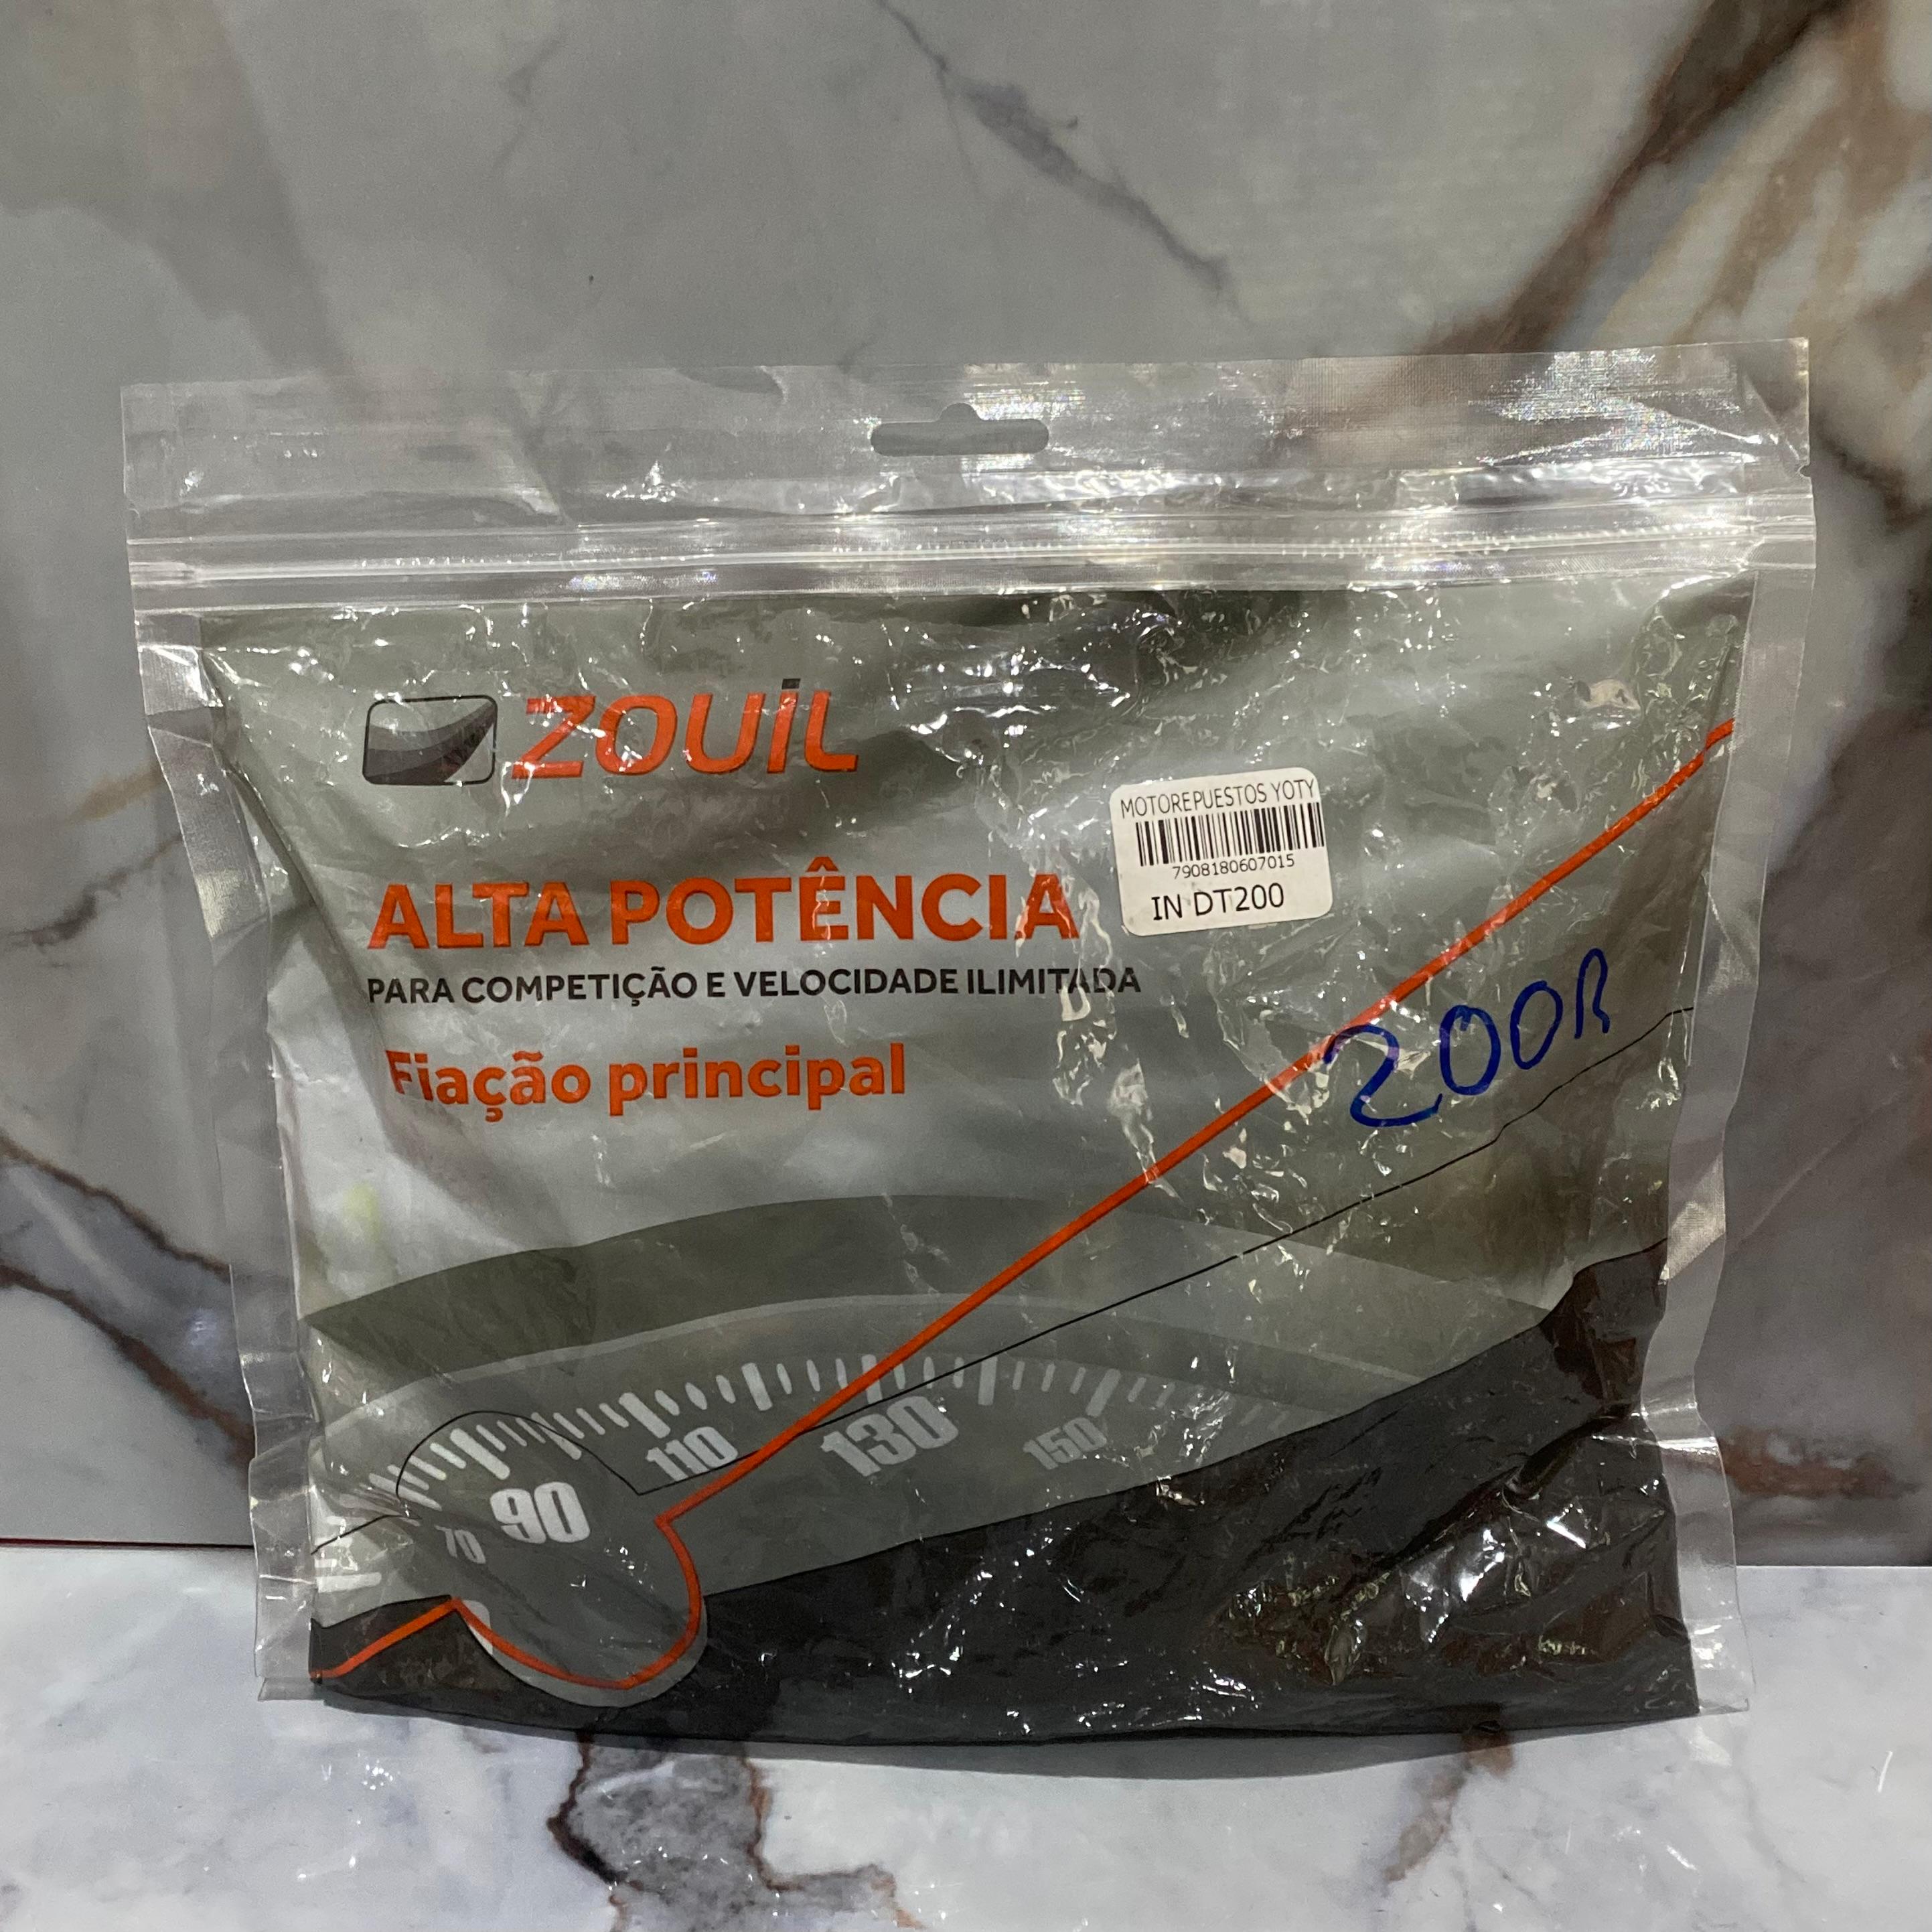 ZOUIL
ALTA POTÊNCIA
PARA COMPETIÇÃO E VELOCIDADE ILIMITADA
Fiação principal
MOTOREPUESTOS YOTY
7908180607015
IN DT200
200R
70
90
110
130
150